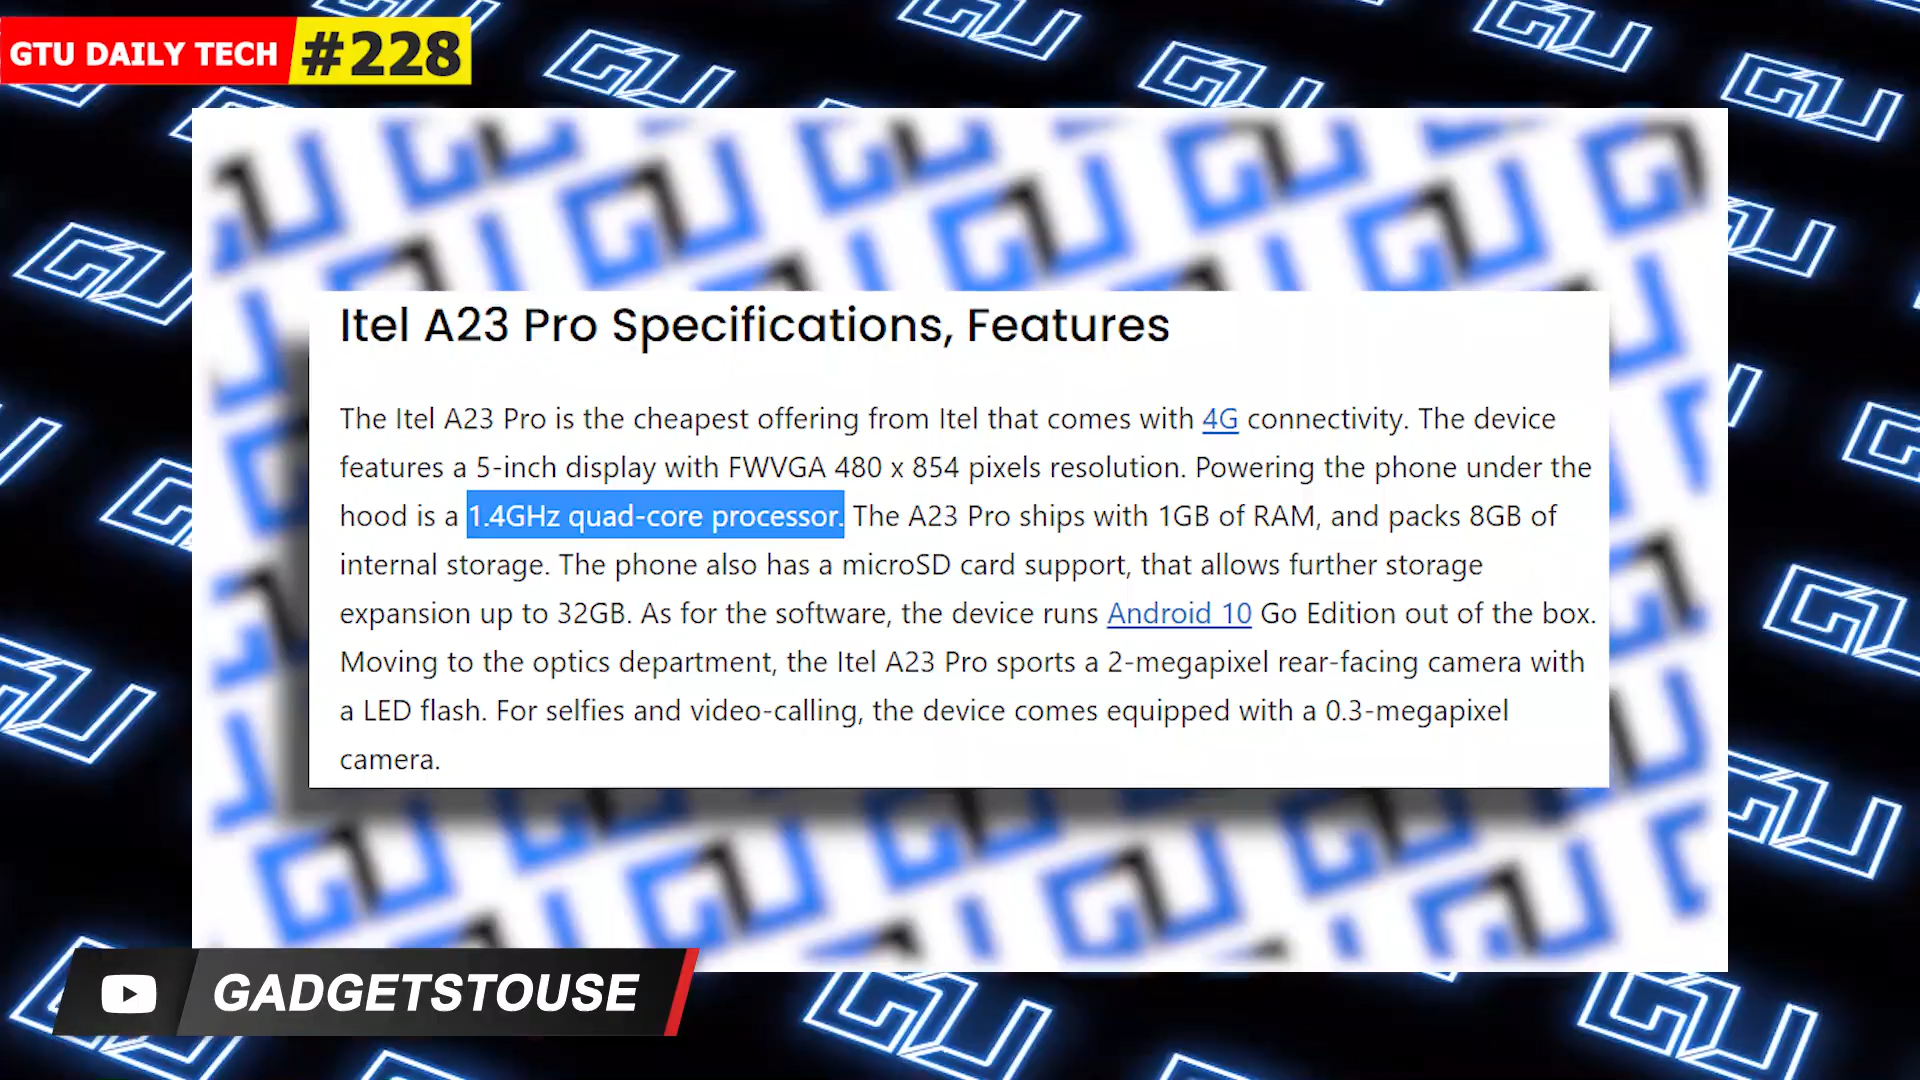 GTU DAILY TECH #228
Itel A23 Pro Specifications, Features
The Itel A23 Pro is the cheapest offering from Itel that comes with 4G connectivity. The device
features a 5-inch display with FWVGA 480 x 854 pixels resolution. Powering the phone under the
hood is a 1.4GHz quad-core processor. The A23 Pro ships with 1GB of RAM, and packs 8GB of
internal storage. The phone also has a microSD card support, that allows further storage
expansion up to 32GB. As for the software, the device runs Android 10 Go Edition out of the box.
Moving to the optics department, the Itel A23 Pro sports a 2-megapixel rear-facing camera with
a LED flash. For selfies and video-calling, the device comes equipped with a 0.3-megapixel
camera.
GADGETSTOUSE